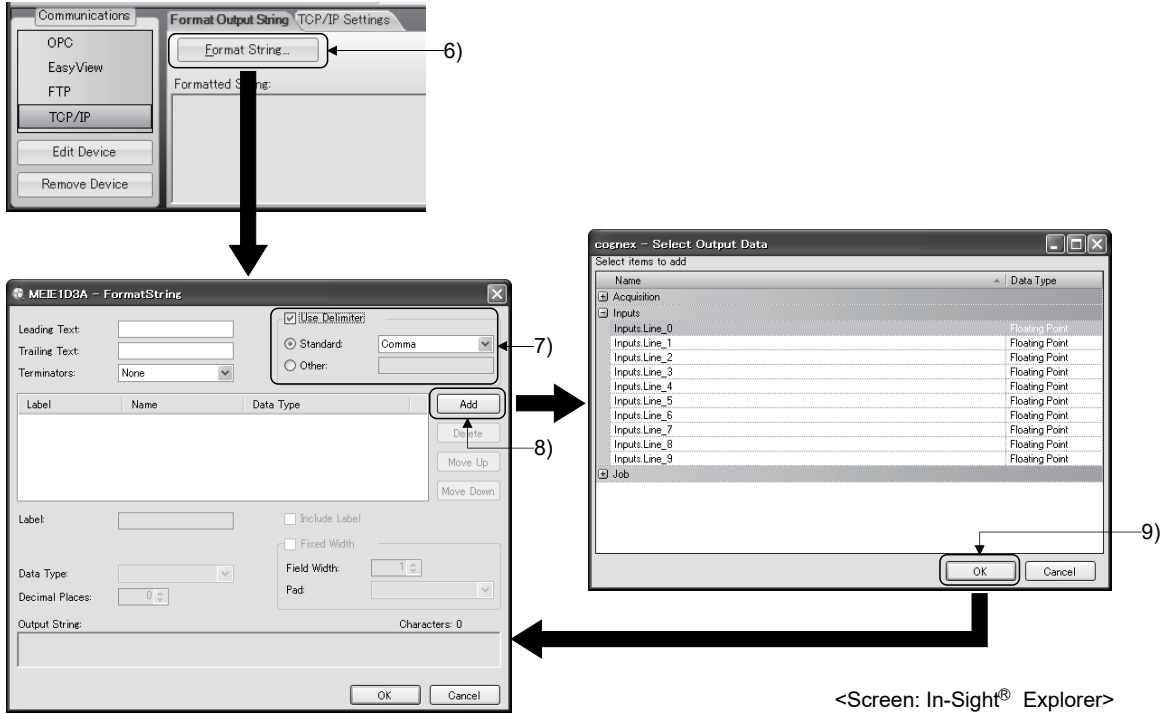 Communications
OPC
EasyView
FTP
TCP/IP
Edit Device
Remove Device
Format Output String
TCP/IP Settings
Format String...
6)
Formatted String:
MEIE1D3A - FormatString
Leading Text:
Trailing Text:
Terminators:
None
Use Delimiter
Standard:
Comma
Other:
7)
Label
Name
Data Type
Add
Delete
Move Up
Move Down
8)
Label:
Include Label
Fixed Width
Data Type:
Field Width:
1
Decimal Places:
0
Pad:
Output String:
Characters: 0
OK
Cancel
cognex - Select Output Data
Select items to add
Name
Data Type
Acquisition
Inputs
Inputs.Line_0 Floating Point
Inputs.Line_1 Floating Point
Inputs.Line_2 Floating Point
Inputs.Line_3 Floating Point
Inputs.Line_4 Floating Point
Inputs.Line_5 Floating Point
Inputs.Line_6 Floating Point
Inputs.Line_7 Floating Point
Inputs.Line_8 Floating Point
Inputs.Line_9 Floating Point
Job
9)
OK
Cancel
<Screen: In-Sight® Explorer>